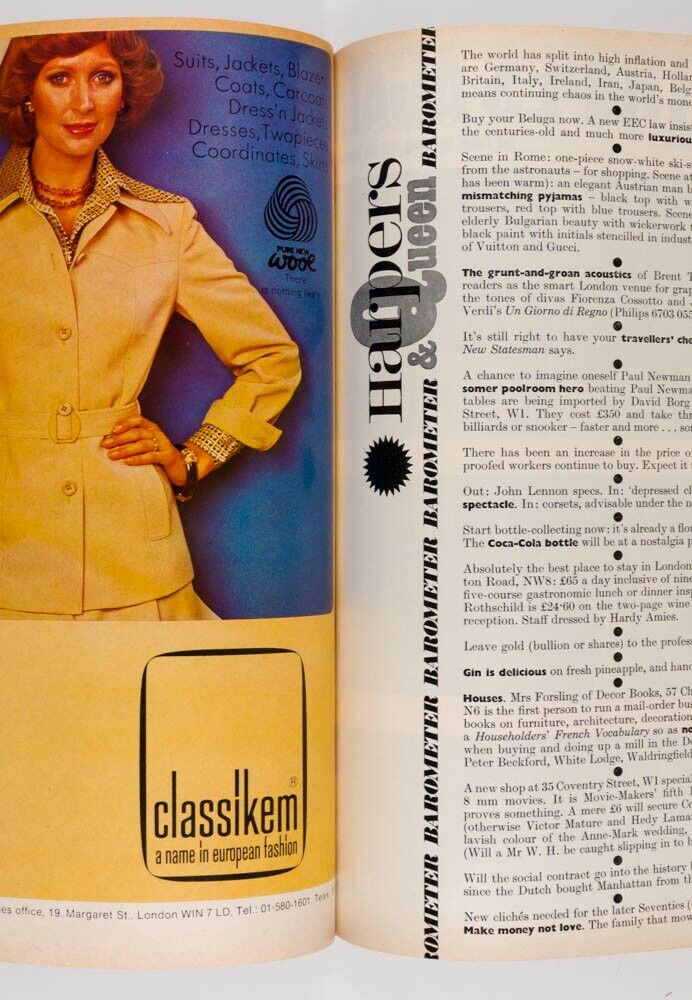 Suits, Jackets, Blazers
Coats, Carcoats
Dress'n Jackets
Dresses, Twopieces
Coordinates, Skirts
PURE NEW
Wool
There
is nothing like it
classikem ®
a name in european fashion
es office, 19. Margaret St., London WIN 7 LD. Tel.: 01-580-1601. Telex
Harpers
& Queen
BAROMETER BAROMETER BAROMETER BAROMETER BAROMETER
ROMETER
The world has split into high inflation and
are Germany, Switzerland, Austria, Hollan
Britain, Italy, Ireland, Iran, Japan, Belg
means continuing chaos in the world's mon
Buy your Beluga now. A new EEC law insis
the centuries-old and much more luxuriou
Scene in Rome: one-piece snow-white ski-s
from the astronauts – for shopping. Scene at
has been warm): an elegant Austrian man b
mismatching pyjamas – black top with w
trousers, red top with blue trousers. Scene
elderly Bulgarian beauty with wickerwork t
black paint with initials stencilled in indust
of Vuitton and Gucci.
The grunt-and-groan acoustics of Brent T
readers as the smart London venue for grap
the tones of divas Fiorenza Cossotto and
Verdi's Un Giorno di Regno (Philips 6703 055
It's still right to have your travellers' che
New Statesman says.
A chance to imagine oneself Paul Newman
somer poolroom hero beating Paul Newma
tables are being imported by David Borg
Street, W1. They cost £350 and take thr
billiards or snooker – faster and more . . . so
There has been an increase in the price o
proofed workers continue to buy. Expect it t
Out: John Lennon specs. In: 'depressed cl
spectacle. In: corsets, advisable under the n
Start bottle-collecting now: it's already a flou
The Coca-Cola bottle will be at a nostalgia p
Absolutely the best place to stay in London
ton Road, NW8: £65 a day inclusive of nine
five-course gastronomic lunch or dinner insp
Rothschild is £24·60 on the two-page wine
reception. Staff dressed by Hardy Amies.
Leave gold (bullion or shares) to the profess
Gin is delicious on fresh pineapple, and hand
Houses. Mrs Forsling of Decor Books, 57 Ch
N6 is the first person to run a mail-order bus
books on furniture, architecture, decoration
a Householders' French Vocabulary so as no
when buying and doing up a mill in the Do
Peter Beckford, White Lodge, Waldringfield
A new shop at 35 Coventry Street, W1 special
8 mm movies. It is Movie-Makers' fifth
proves something. A mere £6 will secure Ce
(otherwise Victor Mature and Hedy Lamar
lavish colour of the Anne-Mark wedding,
(Will a Mr W. H. be caught slipping in to b
Will the social contract go into the history b
since the Dutch bought Manhattan from th
New clichés needed for the later Seventies (
Make money not love. The family that mov